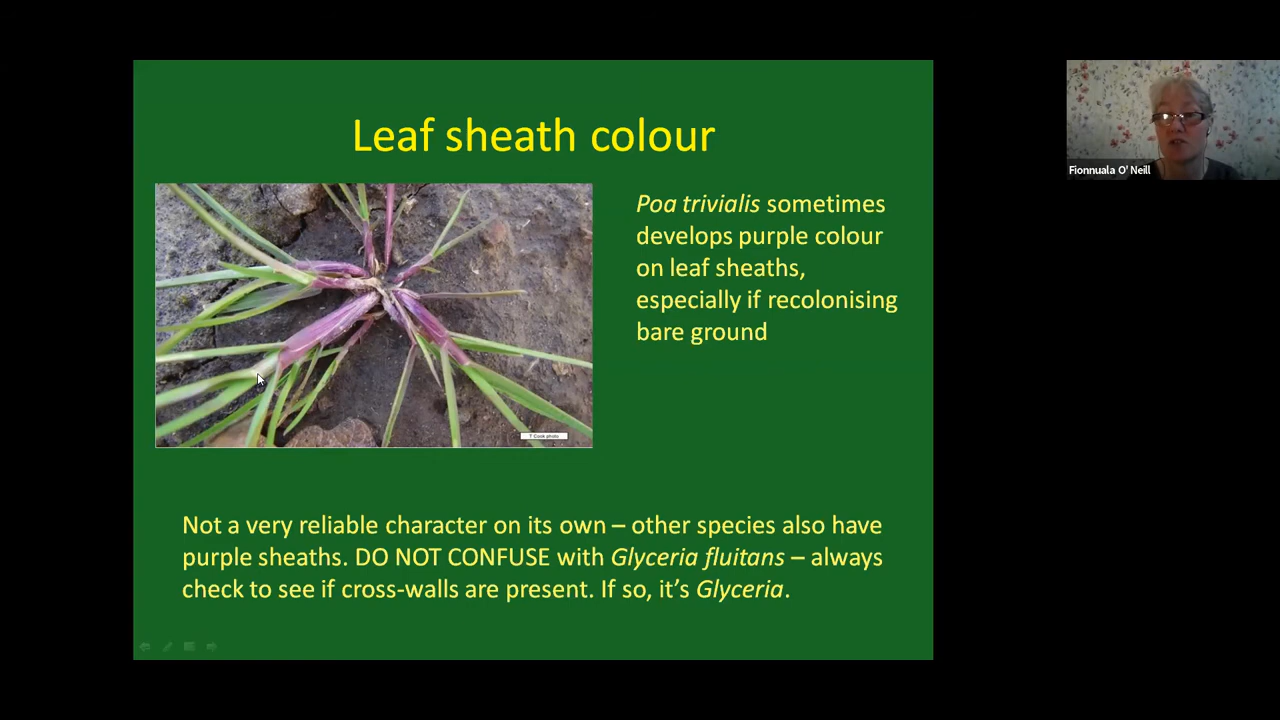 Leaf sheath colour
Poa trivialis sometimes
develops purple colour
on leaf sheaths,
especially if recolonising
bare ground
T Cook photo
Not a very reliable character on its own – other species also have
purple sheaths. DO NOT CONFUSE with Glyceria fluitans – always
check to see if cross-walls are present. If so, it’s Glyceria.
Fionnuala O' Neill